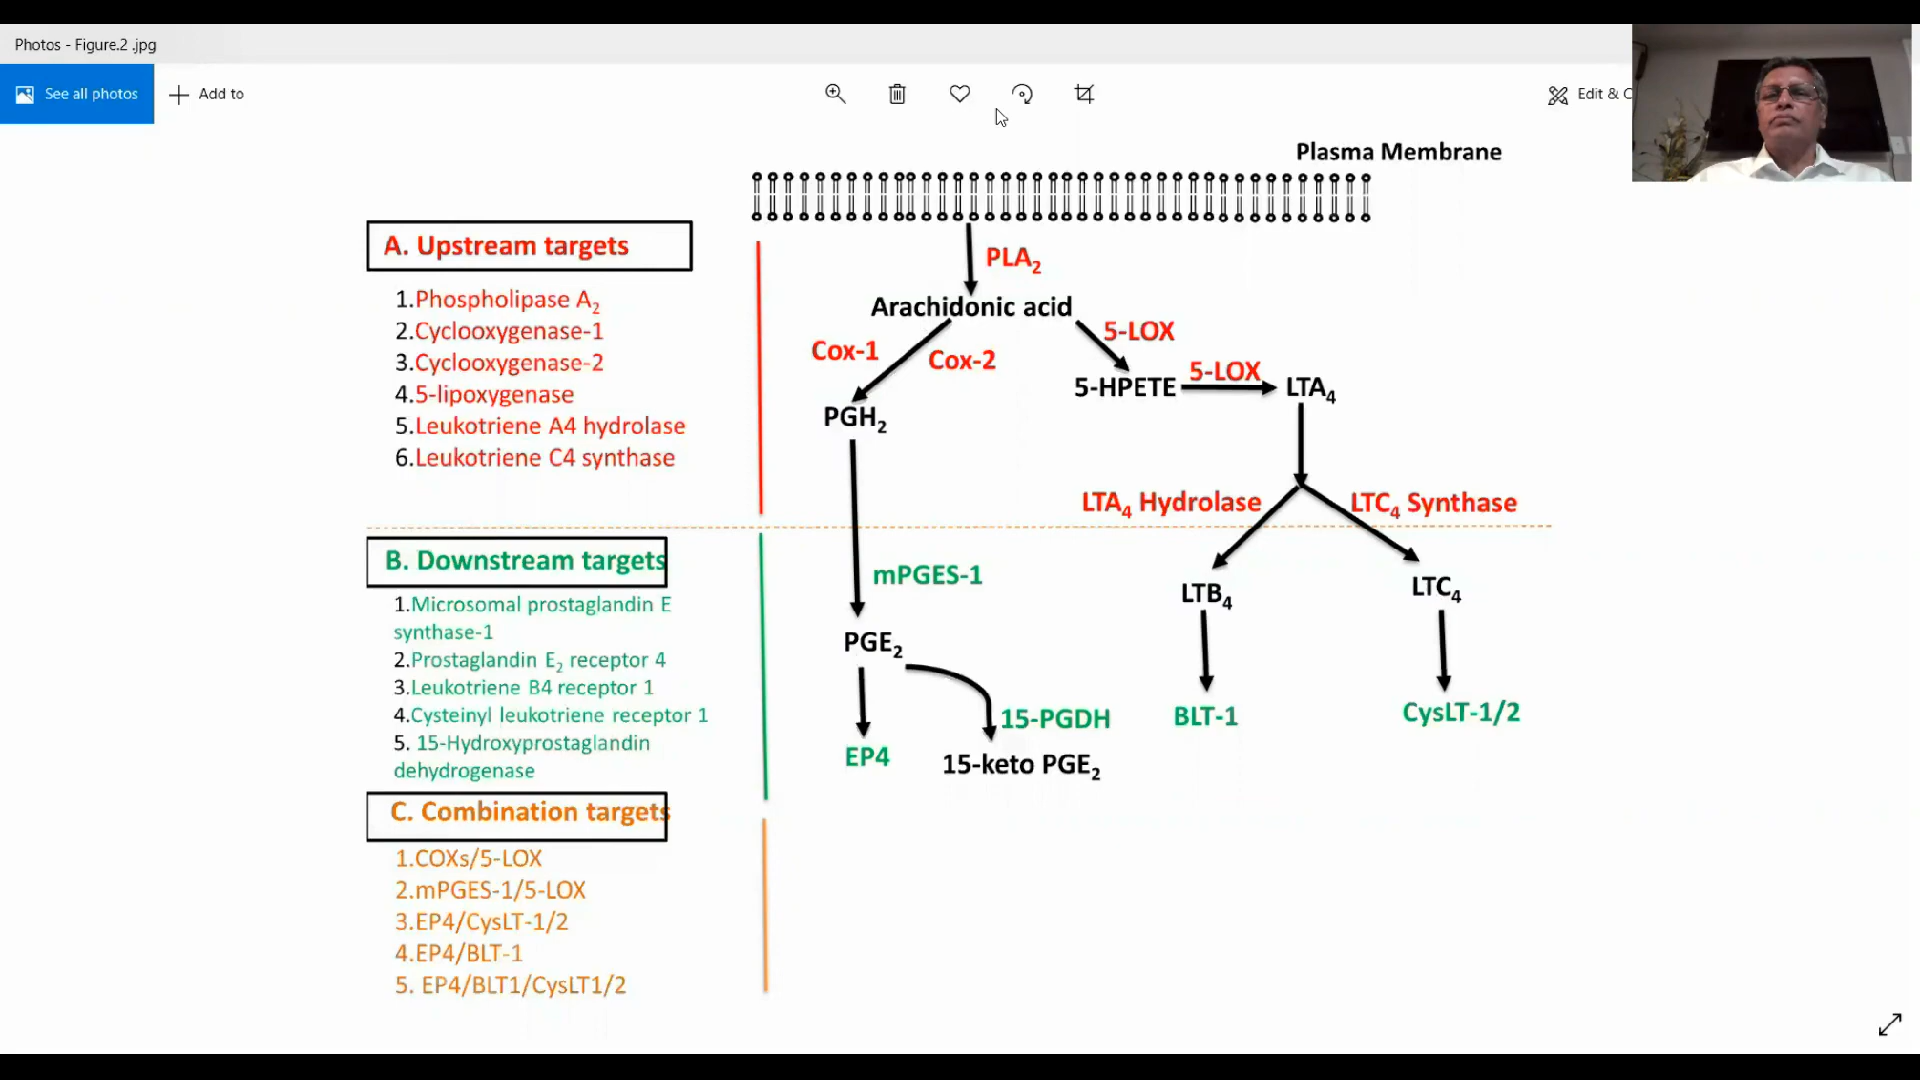 Photos - Figure.2 .jpg
See all photos
Add to
Edit & C
Plasma Membrane
A. Upstream targets
1.Phospholipase A2
2.Cyclooxygenase-1
3.Cyclooxygenase-2
4.5-lipoxygenase
5.Leukotriene A4 hydrolase
6.Leukotriene C4 synthase
PLA2
Arachidonic acid
Cox-1
Cox-2
5-LOX
5-HPETE
5-LOX
LTA4
PGH2
LTA4 Hydrolase
LTC4 Synthase
B. Downstream targets
1.Microsomal prostaglandin E
synthase-1
2.Prostaglandin E2 receptor 4
3.Leukotriene B4 receptor 1
4.Cysteinyl leukotriene receptor 1
5. 15-Hydroxyprostaglandin
dehydrogenase
mPGES-1
LTB4
LTC4
PGE2
15-PGDH
BLT-1
CysLT-1/2
EP4
15-keto PGE2
C. Combination targets
1.COXs/5-LOX
2.mPGES-1/5-LOX
3.EP4/CysLT-1/2
4.EP4/BLT-1
5. EP4/BLT1/CysLT1/2